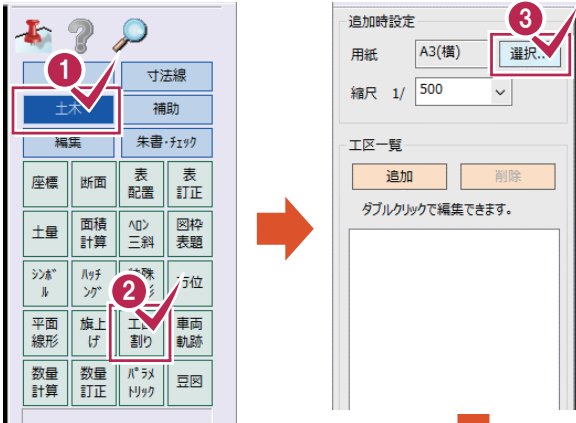 1
寸法線
土木
補助
編集
朱書・ﾁｪｯｸ
座標
断面
表
配置
表
訂正
土量
面積
計算
ﾍﾛﾝ
三斜
図枠
表題
ｼﾝﾎﾞ
ﾙ
ﾊｯﾁ
ﾝｸﾞ
2
平面
線形
旗上
げ
割り
車両
軌跡
数量
計算
数量
訂正
ﾊﾟﾗﾒ
ﾄﾘｯｸ
豆図
追加時設定
3
用紙
A3(横)
選択...
縮尺 1/
500
工区一覧
追加
削除
ダブルクリックで編集できます。